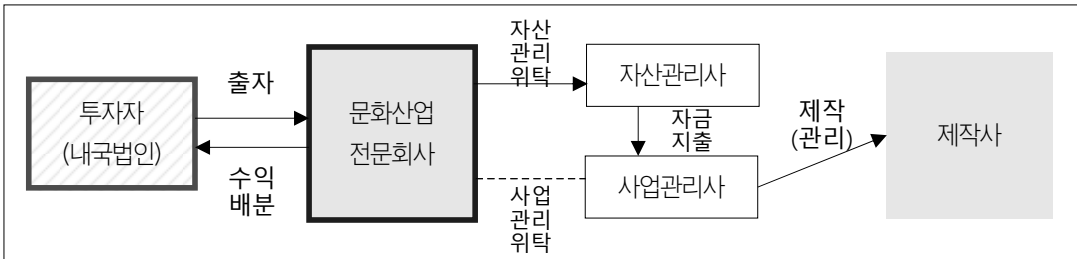 투자자
(내국법인)
출자
수익
배분
문화산업
전문회사
자산
관리
위탁
사업
관리
위탁
자산관리사
자금
지출
사업관리사
제작
(관리)
제작사